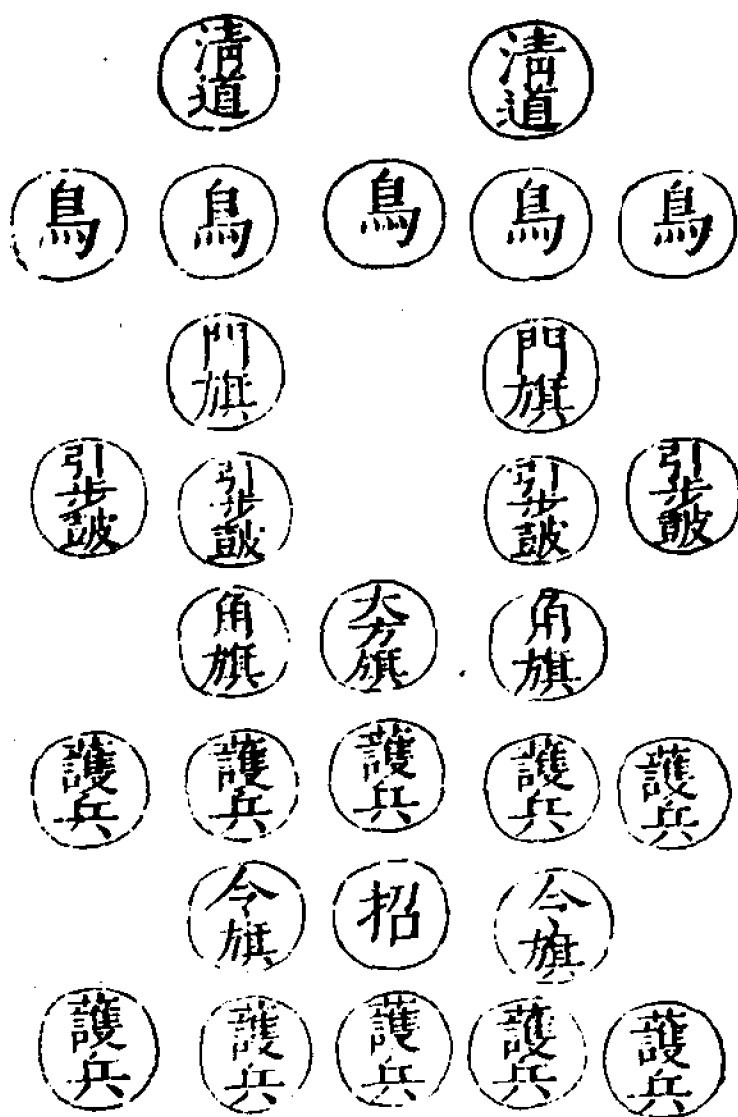 清道 清道
鳥 鳥 鳥 鳥 鳥
門旗 門旗
引步鼓 引步鼓 引步鼓 引步鼓
角旗 大方旗 角旗
護兵 護兵 護兵 護兵 護兵
令旗 招 令旗
護兵 護兵 護兵 護兵 護兵